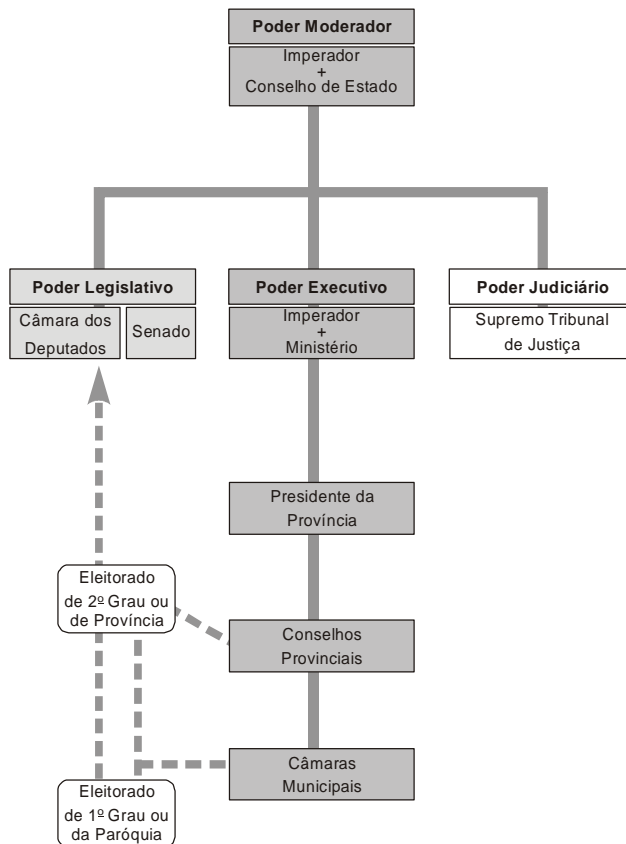 Poder Moderador
Imperador
+
Conselho de Estado
Poder Legislativo
Câmara dos
Deputados
Senado
Poder Executivo
Imperador
+
Ministério
Poder Judiciário
Supremo Tribunal
de Justiça
Presidente da
Província
Eleitorado
de 2º Grau ou
de Província
Conselhos
Provinciais
Câmaras
Municipais
Eleitorado
de 1º Grau ou
da Paróquia